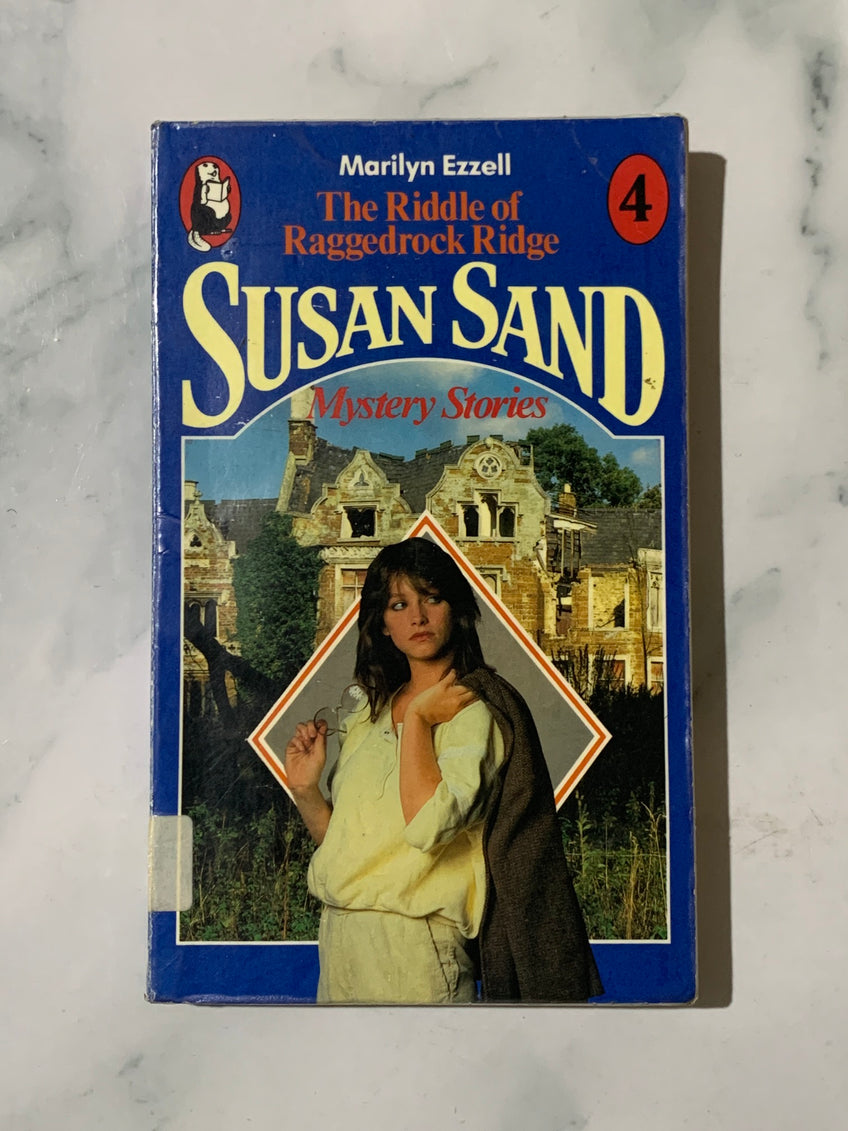 Marilyn Ezzell
4
The Riddle of
Raggedrock Ridge
SUSAN SAND
Mystery Stories